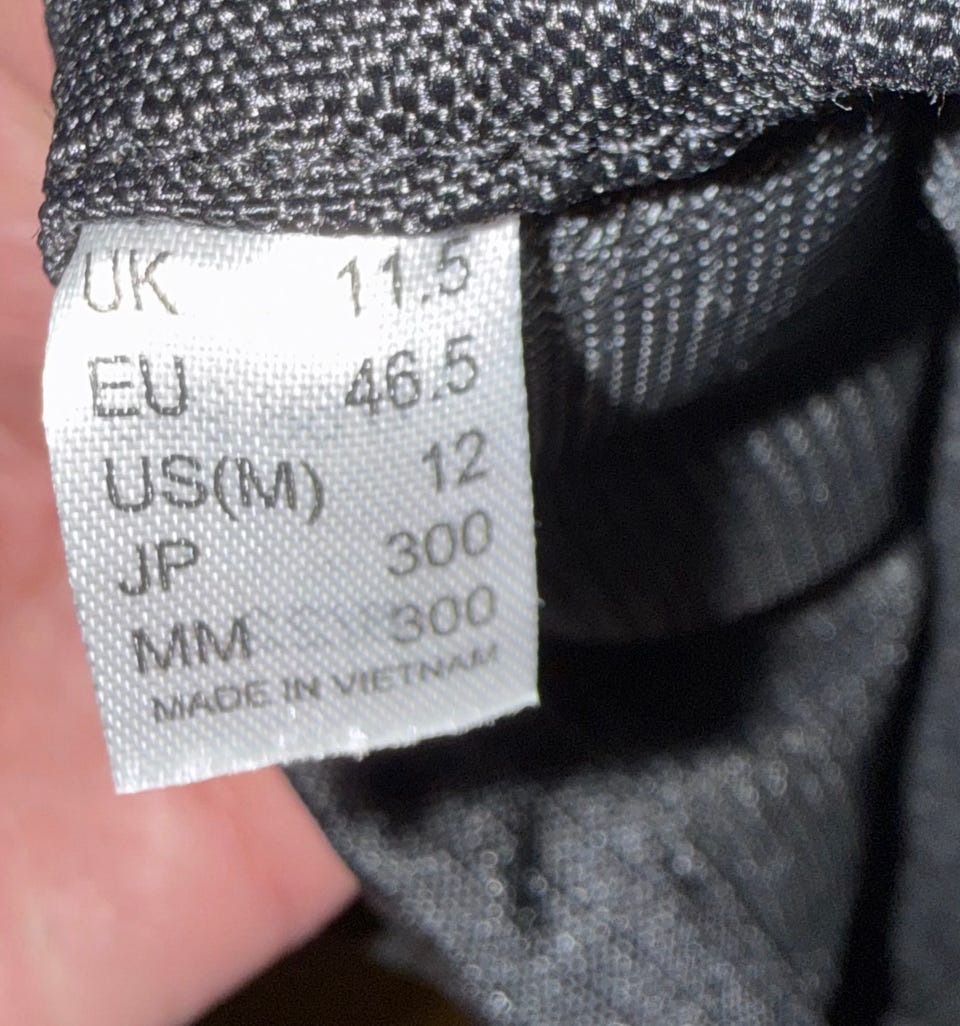 UK 11.5
EU 46.5
US(M) 12
JP 300
MM 300
MADE IN VIETNAM